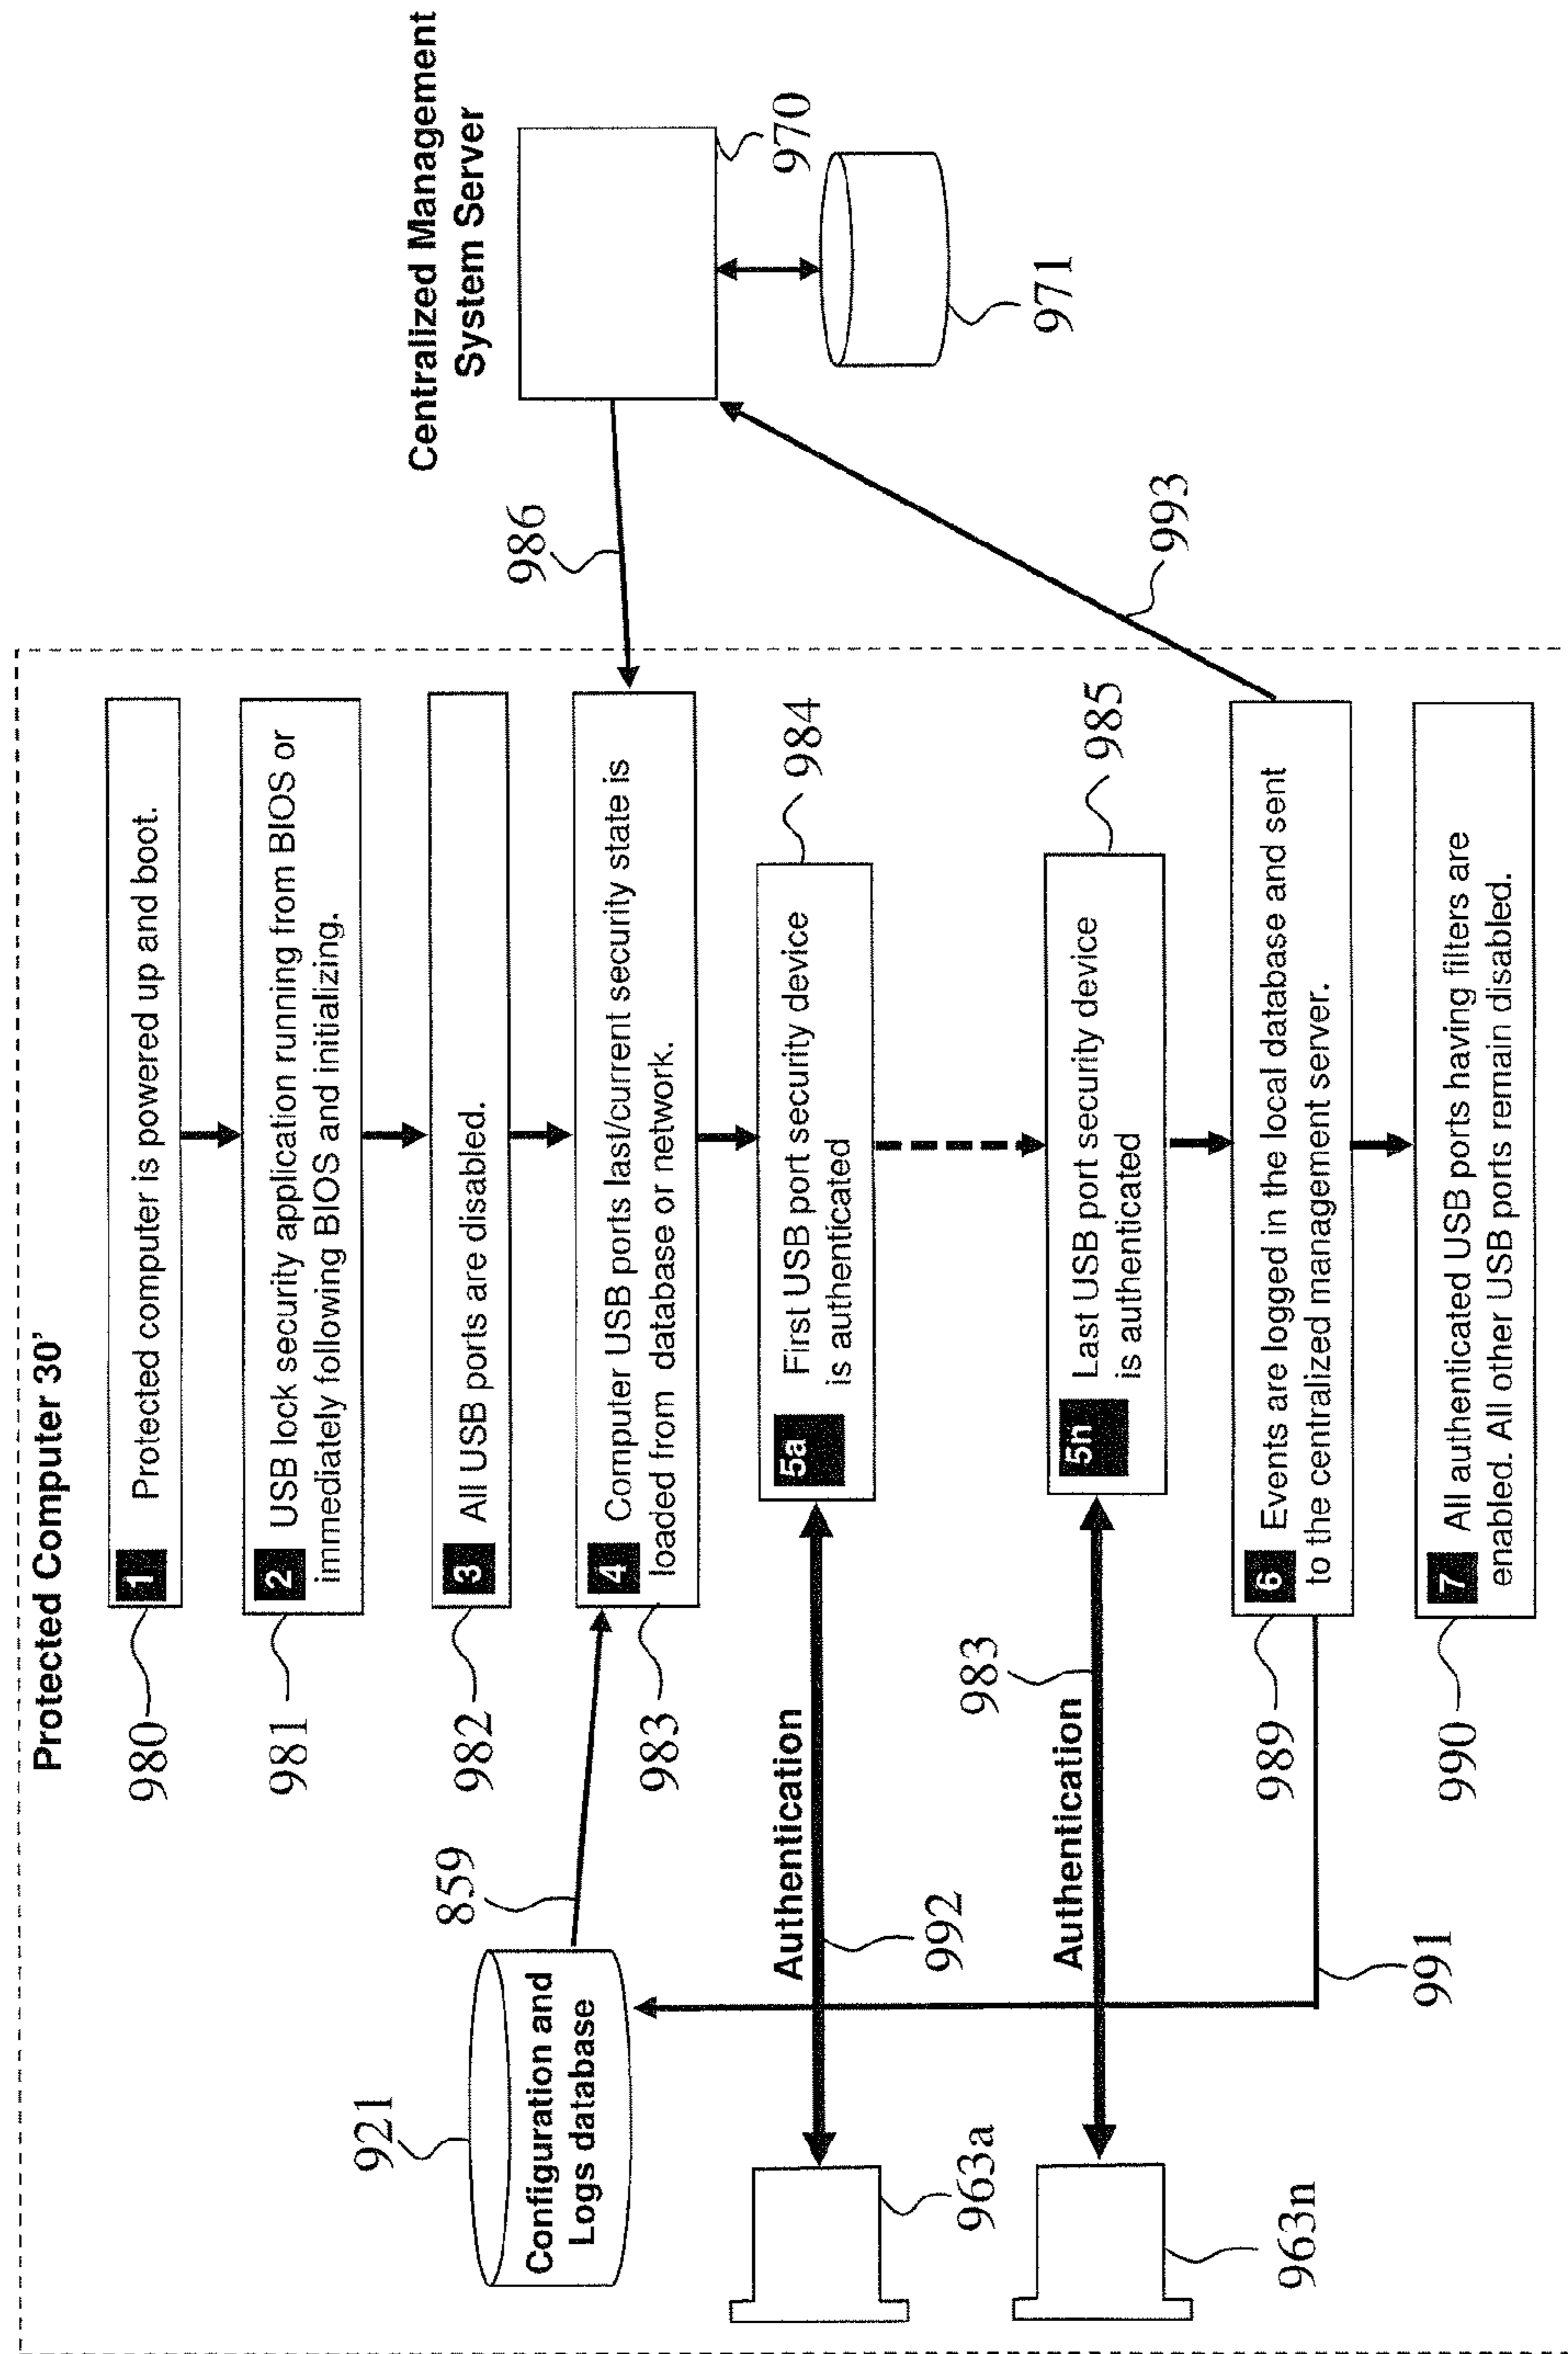 Protected Computer 30'
980
1 Protected computer is powered up and boot.
981
2 USB lock security application running from BIOS or
immediately following BIOS and initializing.
982
3 All USB ports are disabled.
983
4 Computer USB ports last/current security state is
loaded from database or network.
859
921
Configuration and
Logs database
986
Centralized Management
System Server
970
971
984
5a First USB port security device
is authenticated
Authentication
992
963a
985
5n Last USB port security device
is authenticated
Authentication
983
963n
989
6 Events are logged in the local database and sent
to the centralized management server.
991
993
990
7 All authenticated USB ports having filters are
enabled. All other USB ports remain disabled.